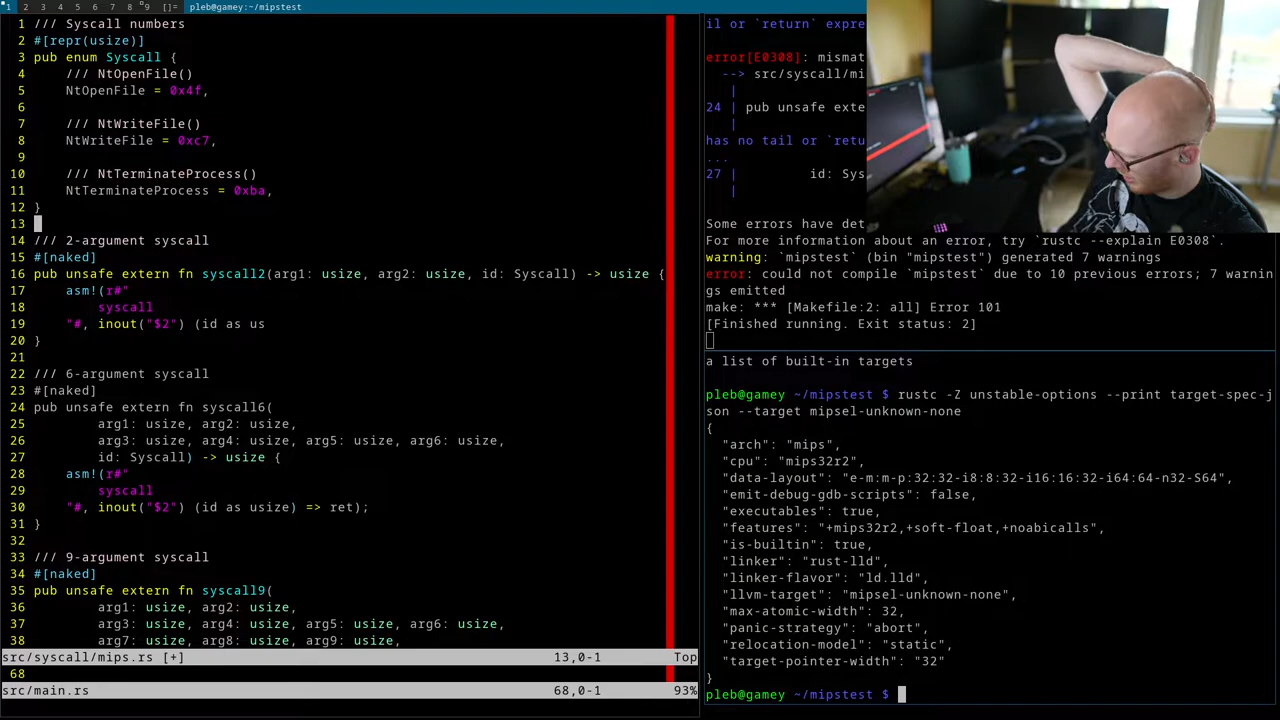 1 2 3 4 5 6 7 8 9 []= pleb@gamey:~/mipstest
1 /// Syscall numbers
2 #[repr(usize)]
3 pub enum Syscall {
4 /// NtOpenFile()
5 NtOpenFile = 0x4f,
6
7 /// NtWriteFile()
8 NtWriteFile = 0xc7,
9
10 /// NtTerminateProcess()
11 NtTerminateProcess = 0xba,
12 }
13
14 /// 2-argument syscall
15 #[naked]
16 pub unsafe extern fn syscall2(arg1: usize, arg2: usize, id: Syscall) -> usize {
17 asm!(r#"
18 syscall
19 "#, inout("$2") (id as us
20 }
21
22 /// 6-argument syscall
23 #[naked]
24 pub unsafe extern fn syscall6(
25 arg1: usize, arg2: usize,
26 arg3: usize, arg4: usize, arg5: usize, arg6: usize,
27 id: Syscall) -> usize {
28 asm!(r#"
29 syscall
30 "#, inout("$2") (id as usize) => ret);
31 }
32
33 /// 9-argument syscall
34 #[naked]
35 pub unsafe extern fn syscall9(
36 arg1: usize, arg2: usize,
37 arg3: usize, arg4: usize, arg5: usize, arg6: usize,
38 arg7: usize, arg8: usize, arg9: usize,
src/syscall/mips.rs [+] 13,0-1 Top
68
src/main.rs 68,0-1 93%
il or `return` expre
error[E0308]: mismat
--> src/syscall/mi
|
24 | pub unsafe exte
|
has no tail or `retu
...
27 | id: Sys
|
Some errors have det
For more information about an error, try `rustc --explain E0308`.
warning: `mipstest` (bin "mipstest") generated 7 warnings
error: could not compile `mipstest` due to 10 previous errors; 7 warnin
gs emitted
make: *** [Makefile:2: all] Error 101
[Finished running. Exit status: 2]
a list of built-in targets
pleb@gamey ~/mipstest $ rustc -Z unstable-options --print target-spec-j
son --target mipsel-unknown-none
{
"arch": "mips",
"cpu": "mips32r2",
"data-layout": "e-m:m-p:32:32-i8:8:32-i16:16:32-i64:64-n32-S64",
"emit-debug-gdb-scripts": false,
"executables": true,
"features": "+mips32r2,+soft-float,+noabicalls",
"is-builtin": true,
"linker": "rust-lld",
"linker-flavor": "ld.lld",
"llvm-target": "mipsel-unknown-none",
"max-atomic-width": 32,
"panic-strategy": "abort",
"relocation-model": "static",
"target-pointer-width": "32"
}
pleb@gamey ~/mipstest $